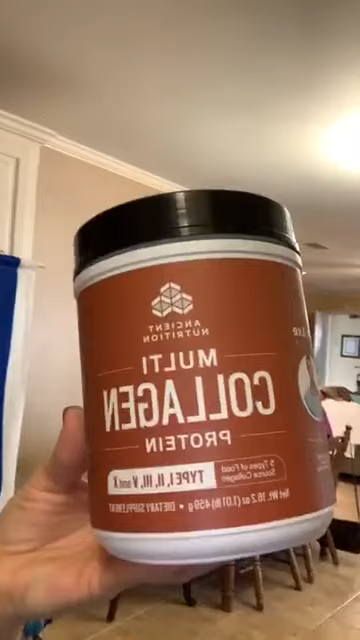 ANCIENT
NUTRITION
MULTI
COLLAGEN
PROTEIN
TYPE I, II, III, V and X
5 Types of Food
Source Collagen
DIETARY SUPPLEMENT • Net Wt. 16.2 oz (1.01 lb) 459 g
Axe